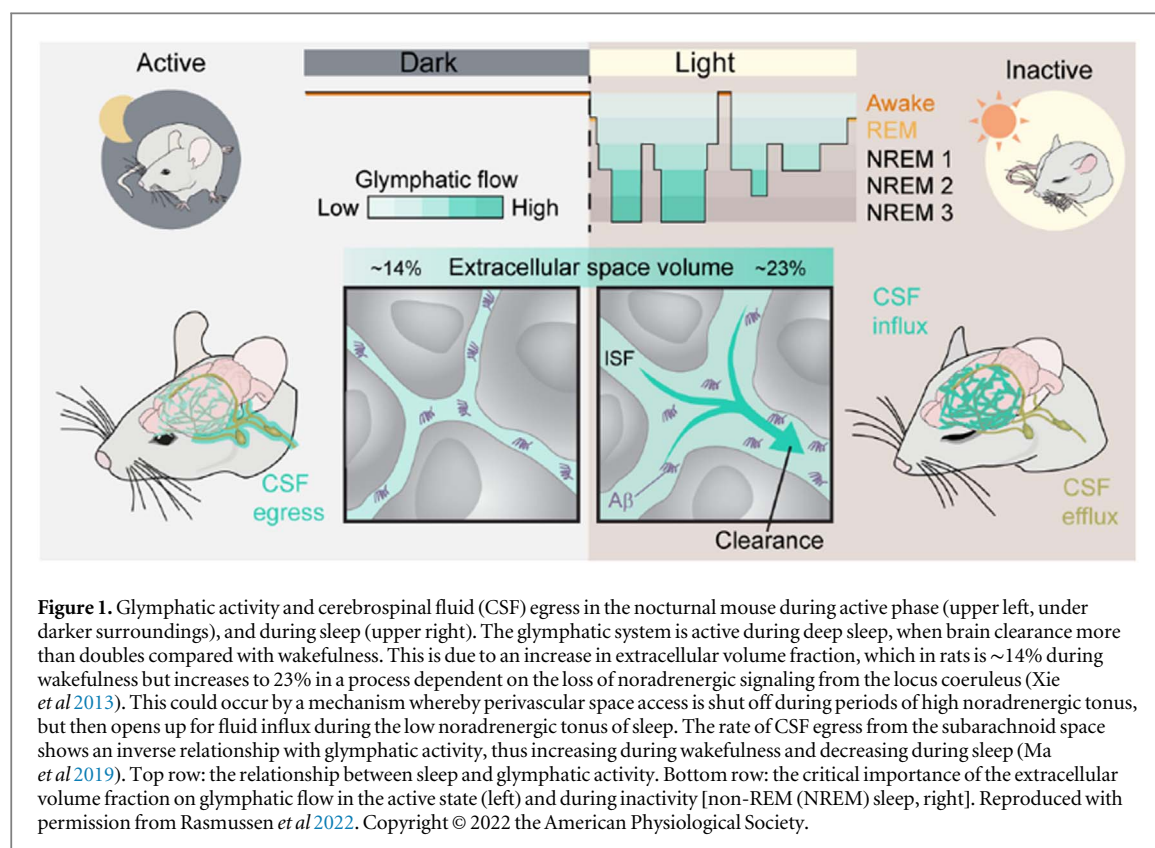 Active
Dark
Light
Inactive
Awake
REM
NREM 1
NREM 2
NREM 3
Glymphatic flow
Low
High
~14% Extracellular space volume ~23%
CSF
influx
ISF
Aβ
CSF
egress
CSF
efflux
Clearance
Figure 1. Glymphatic activity and cerebrospinal fluid (CSF) egress in the nocturnal mouse during active phase (upper left, under
darker surroundings), and during sleep (upper right). The glymphatic system is active during deep sleep, when brain clearance more
than doubles compared with wakefulness. This is due to an increase in extracellular volume fraction, which in rats is ~14% during
wakefulness but increases to 23% in a process dependent on the loss of noradrenergic signaling from the locus coeruleus (Xie
et al 2013). This could occur by a mechanism whereby perivascular space access is shut off during periods of high noradrenergic tonus,
but then opens up for fluid influx during the low noradrenergic tonus of sleep. The rate of CSF egress from the subarachnoid space
shows an inverse relationship with glymphatic activity, thus increasing during wakefulness and decreasing during sleep (Ma
et al 2019). Top row: the relationship between sleep and glymphatic activity. Bottom row: the critical importance of the extracellular
volume fraction on glymphatic flow in the active state (left) and during inactivity [non-REM (NREM) sleep, right]. Reproduced with
permission from Rasmussen et al 2022. Copyright © 2022 the American Physiological Society.